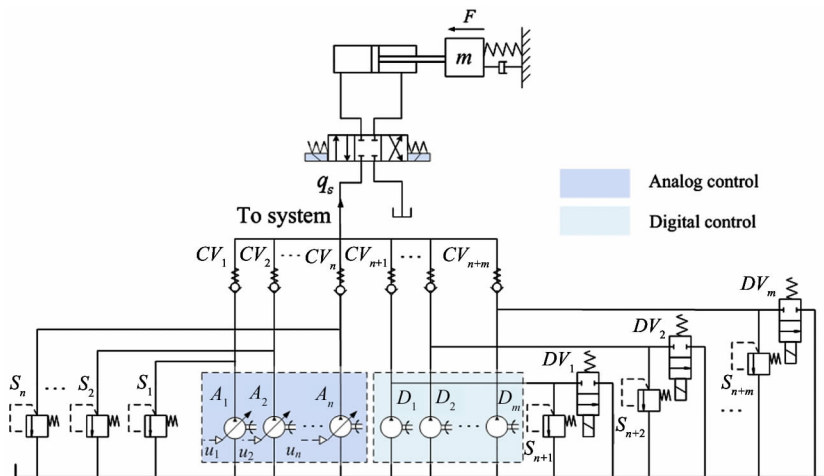 F
m
q_s
To system
Analog control
Digital control
CV_1 CV_2 ... CV_n CV_{n+1} ... CV_{n+m}
DV_m
DV_2
DV_1
S_n ... S_2 S_1
A_1 A_2 A_n
D_1 D_2 D_m
S_{n+m}
...
S_{n+2}
S_{n+1}
... ...
u_1 u_2 u_n